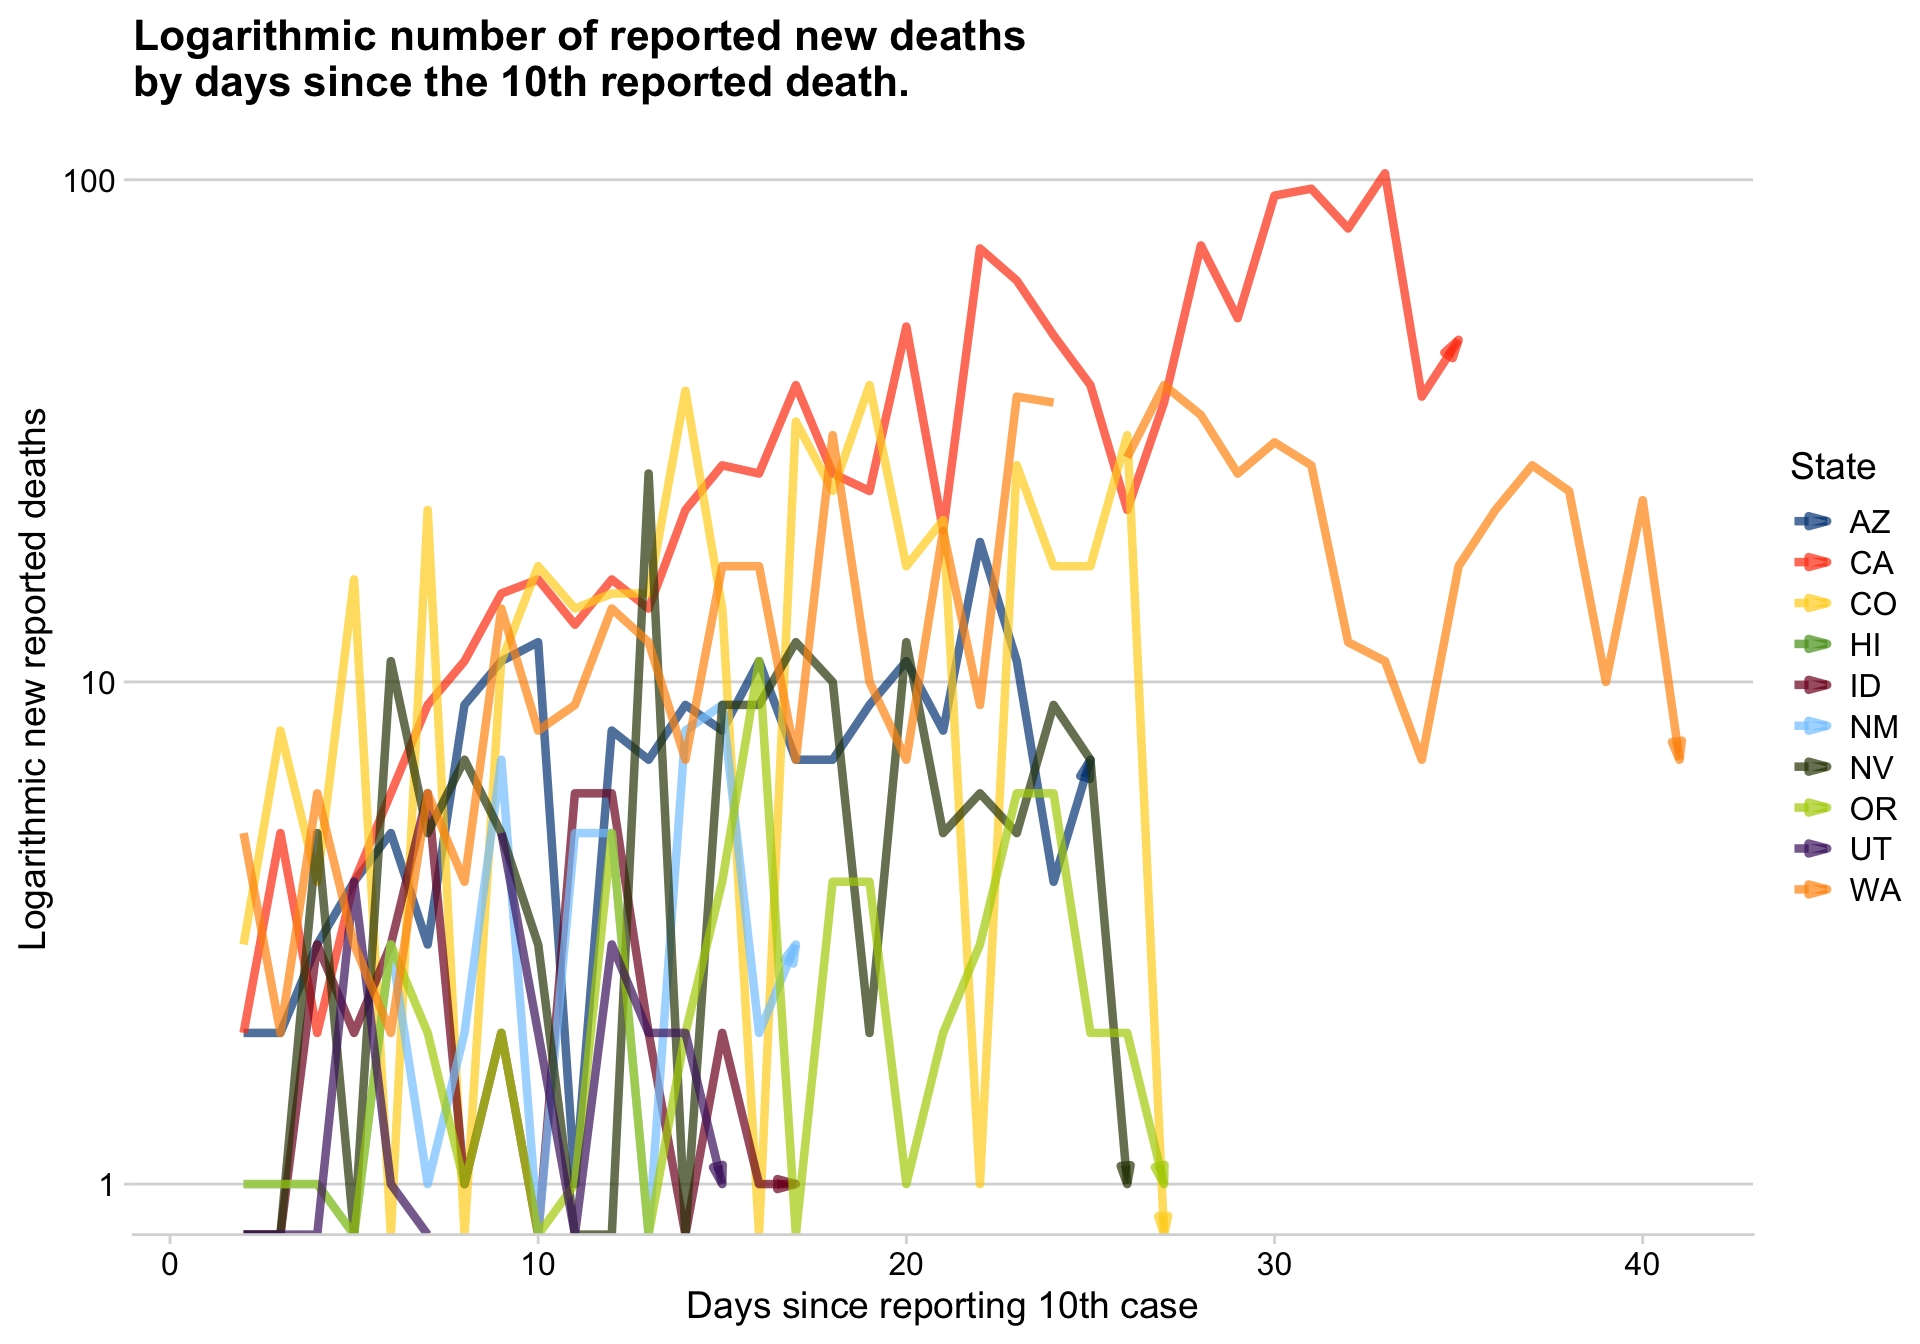 Logarithmic number of reported new deaths
by days since the 10th reported death.
100
10
1
Logarithmic new reported deaths
0
10
20
30
40
Days since reporting 10th case
State
AZ
CA
CO
HI
ID
NM
NV
OR
UT
WA